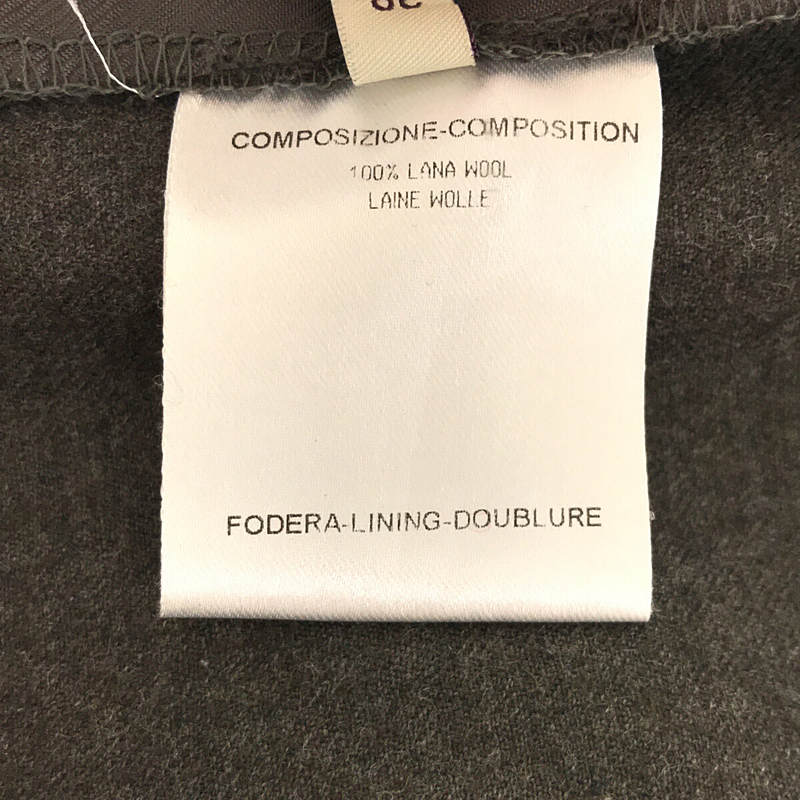 COMPOSIZIONE-COMPOSITION
100% LANA WOOL
LAINE WOLLE
FODERA-LINING-DOUBLURE